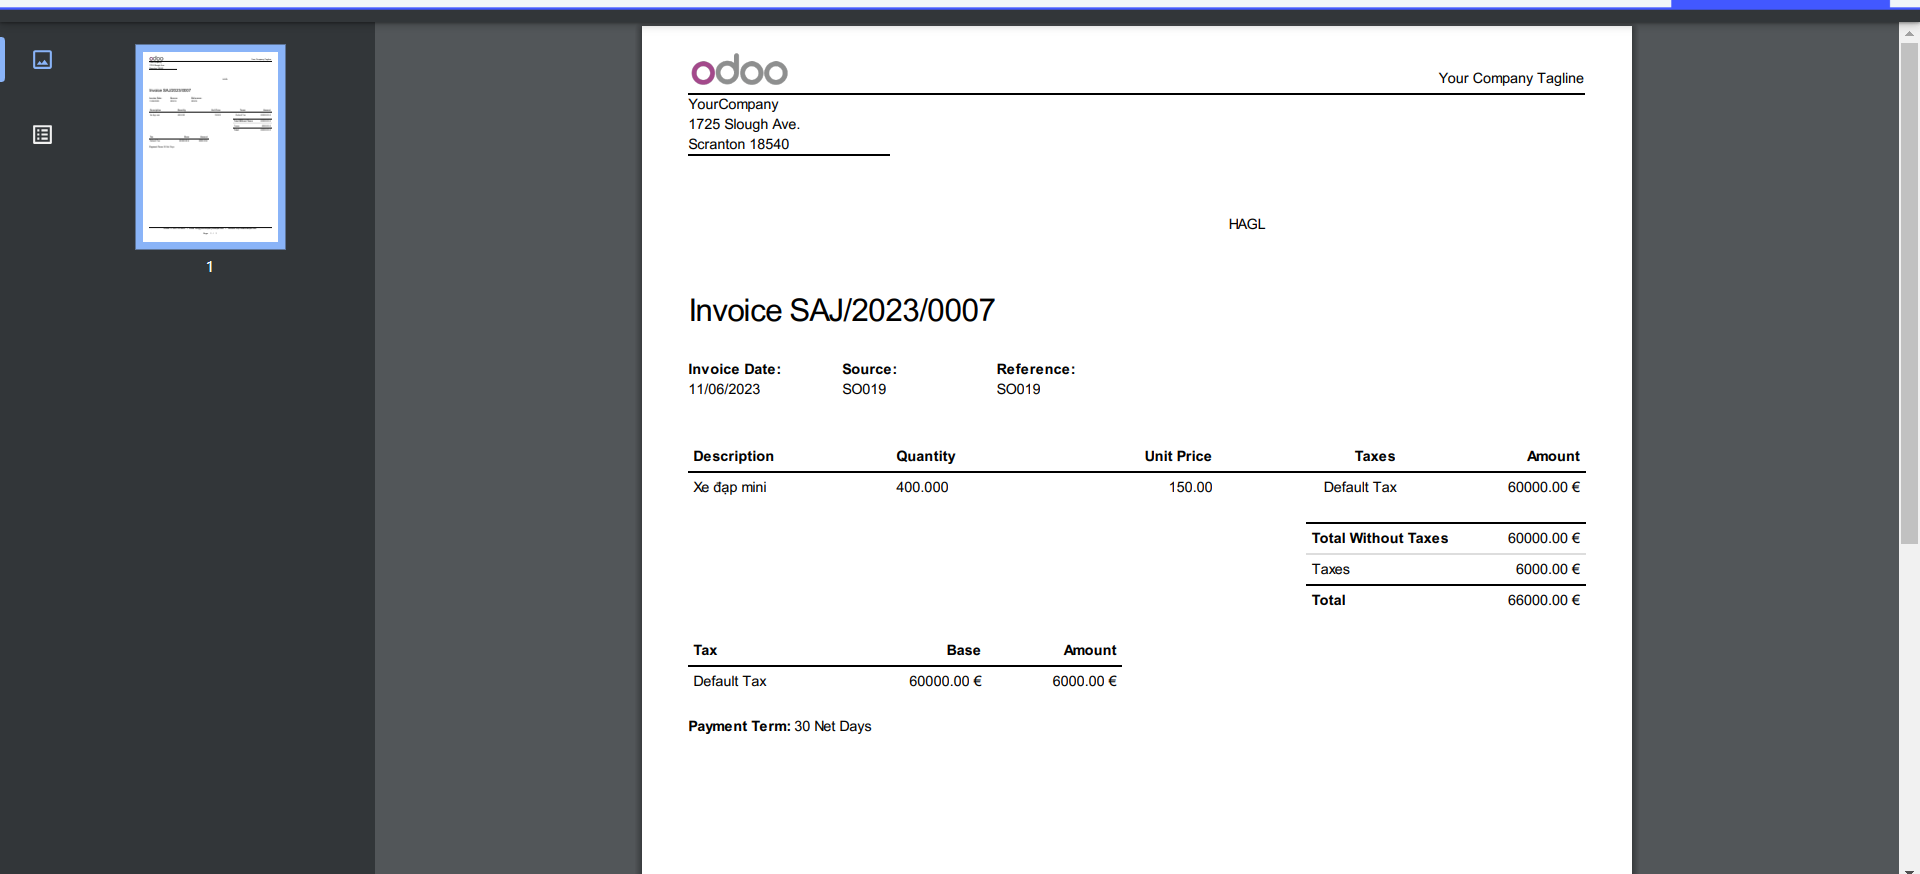 odoo
Your Company Tagline
YourCompany
1725 Slough Ave.
Scranton 18540
HAGL
Invoice SAJ/2023/0007
Invoice Date: Source: Reference:
11/06/2023 SO019 SO019
Description Quantity Unit Price Taxes Amount
Xe đạp mini 400.000 150.00 Default Tax 60000.00 €
Total Without Taxes 60000.00 €
Taxes 6000.00 €
Total 66000.00 €
Tax Base Amount
Default Tax 60000.00 € 6000.00 €
Payment Term: 30 Net Days
1